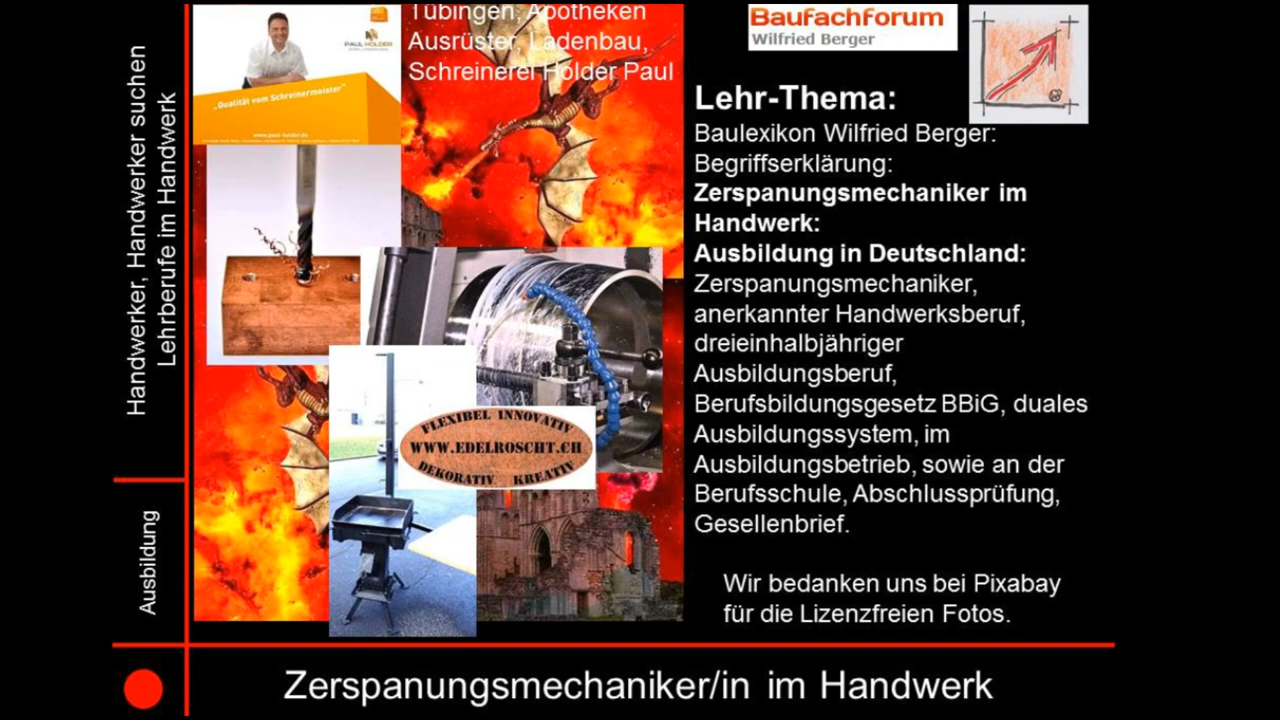 Handwerker, Handwerker suchen
Lehrberufe im Handwerk
Ausbildung
PAUL HOLDER
„Qualität vom Schreinermeister"
www.paul-holder.de
Tübingen, Apotheken
Ausrüster, Ladenbau,
Schreinerei Holder Paul
Baufachforum
Wilfried Berger
Lehr-Thema:
Baulexikon Wilfried Berger:
Begriffserklärung:
Zerspanungsmechaniker im
Handwerk:
Ausbildung in Deutschland:
Zerspanungsmechaniker,
anerkannter Handwerksberuf,
dreieinhalbjähriger
Ausbildungsberuf,
Berufsbildungsgesetz BBiG, duales
Ausbildungssystem, im
Ausbildungsbetrieb, sowie an der
Berufsschule, Abschlussprüfung,
Gesellenbrief.
FLEXIBEL INNOVATIV
WWW.EDELROSCHT.CH
DEKORATIV KREATIV
Wir bedanken uns bei Pixabay
für die Lizenzfreien Fotos.
Zerspanungsmechaniker/in im Handwerk